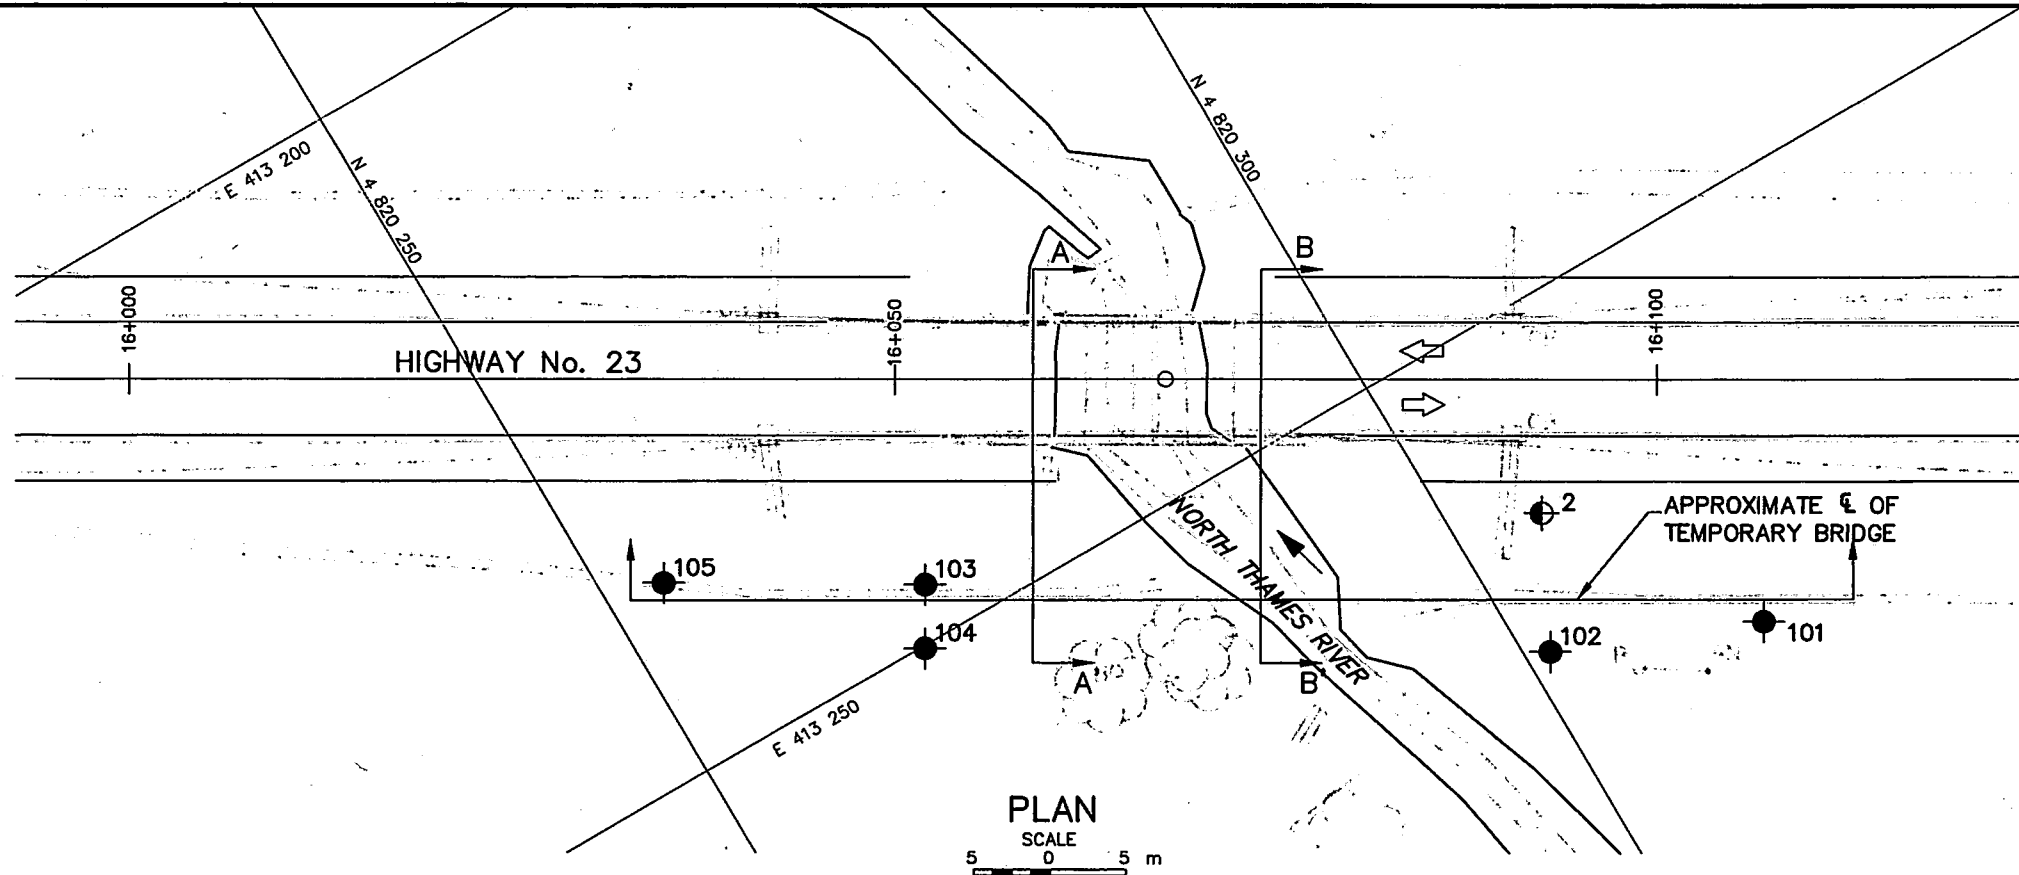 N 4 820 300
E 413 200
N 4 820 250
A
B
16+000
16+050
16+100
HIGHWAY No. 23
2
APPROXIMATE ℄ OF
TEMPORARY BRIDGE
NORTH THAMES RIVER
105
103
104
102
101
A'
B'
E 413 250
PLAN
SCALE
5 0 5 m